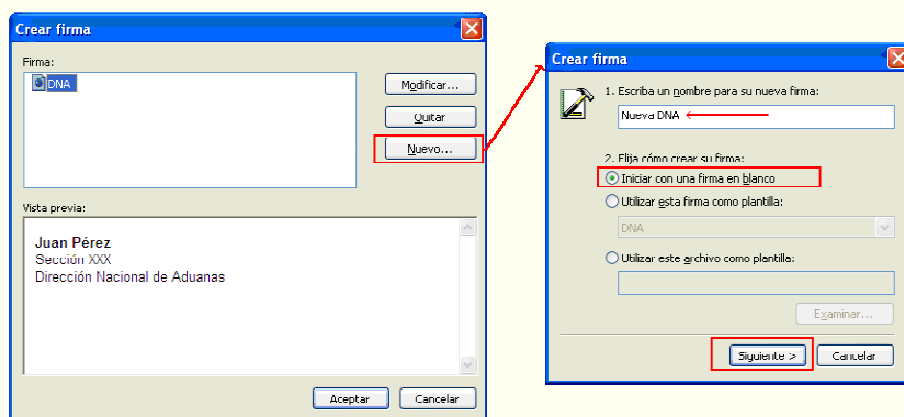 Crear firma
Firma:
DNA
Modificar...
Quitar
Nuevo...
Vista previa:
Juan Pérez
Sección XXX
Dirección Nacional de Aduanas
Aceptar
Cancelar
Crear firma
1. Escriba un nombre para su nueva firma:
Nueva DNA
2. Elija cómo crear su firma:
Iniciar con una firma en blanco
Utilizar esta firma como plantilla:
DNA
Utilizar este archivo como plantilla:
Examinar...
Siguiente >
Cancelar